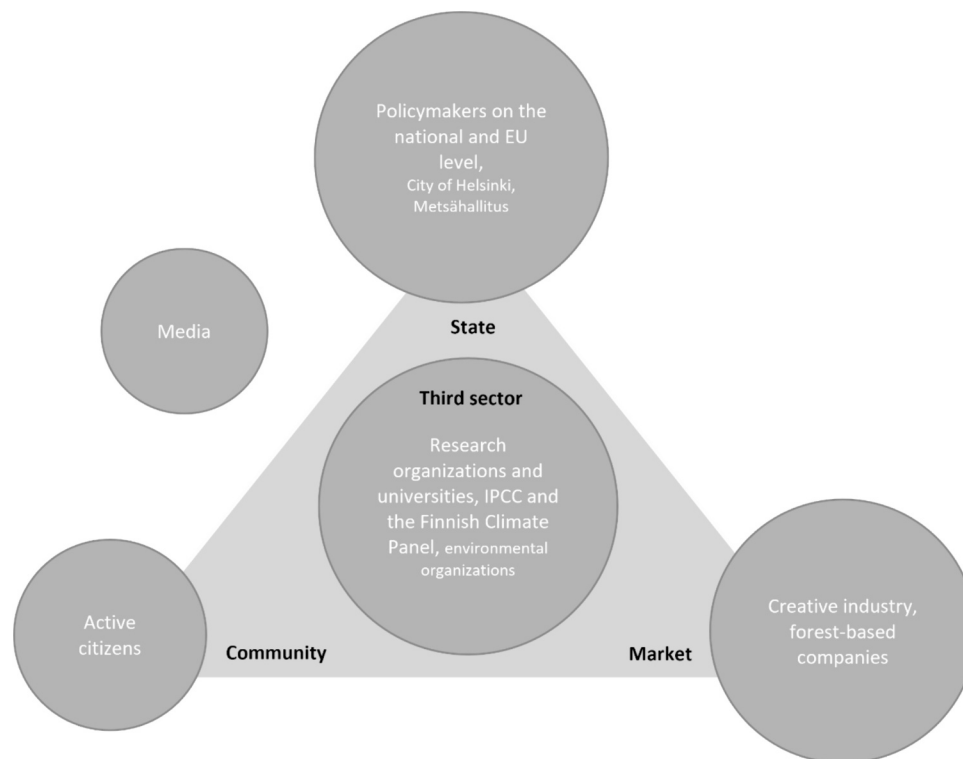 Policymakers on the
national and EU
level,
City of Helsinki,
Metsähallitus
Media
State
Third sector
Research
organizations and
universities, IPCC and
the Finnish Climate
Panel, environmental
organizations
Active
citizens
Community
Market
Creative industry,
forest-based
companies